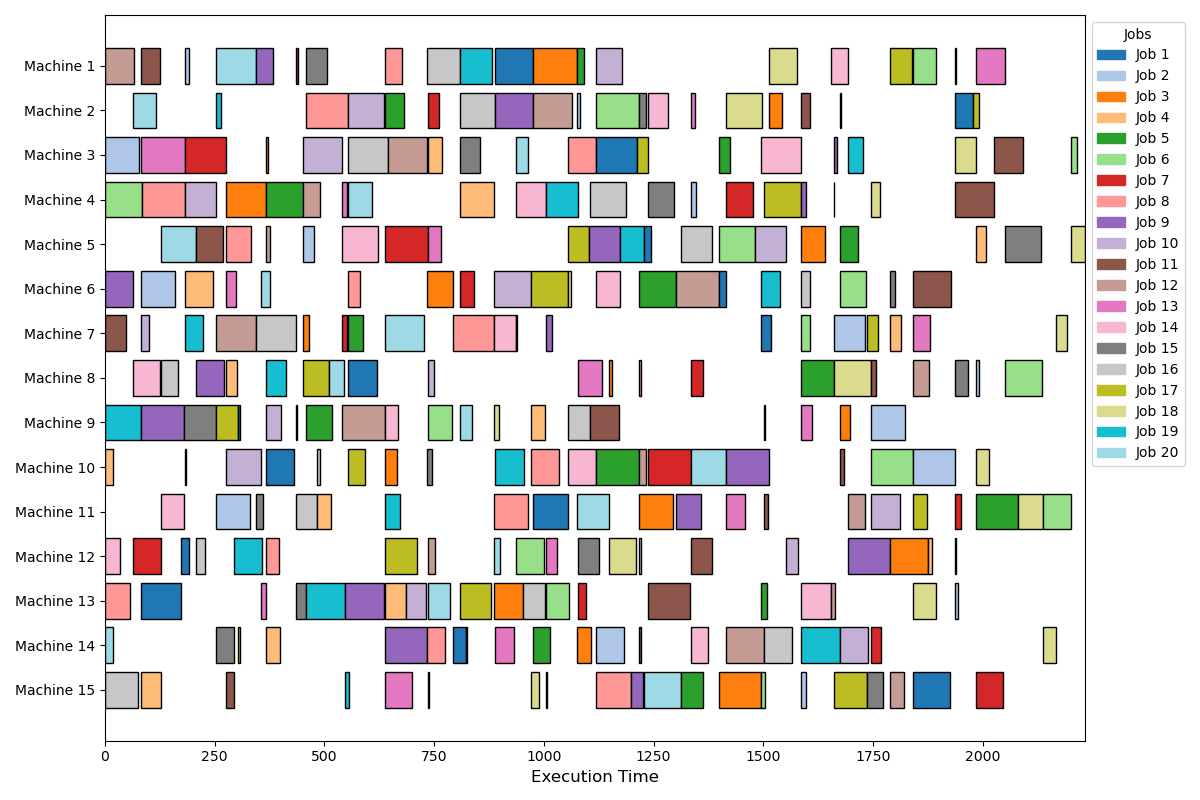 Machine 1
Machine 2
Machine 3
Machine 4
Machine 5
Machine 6
Machine 7
Machine 8
Machine 9
Machine 10
Machine 11
Machine 12
Machine 13
Machine 14
Machine 15
0
250
500
750
1000
1250
1500
1750
2000
Execution Time
Jobs
Job 1
Job 2
Job 3
Job 4
Job 5
Job 6
Job 7
Job 8
Job 9
Job 10
Job 11
Job 12
Job 13
Job 14
Job 15
Job 16
Job 17
Job 18
Job 19
Job 20